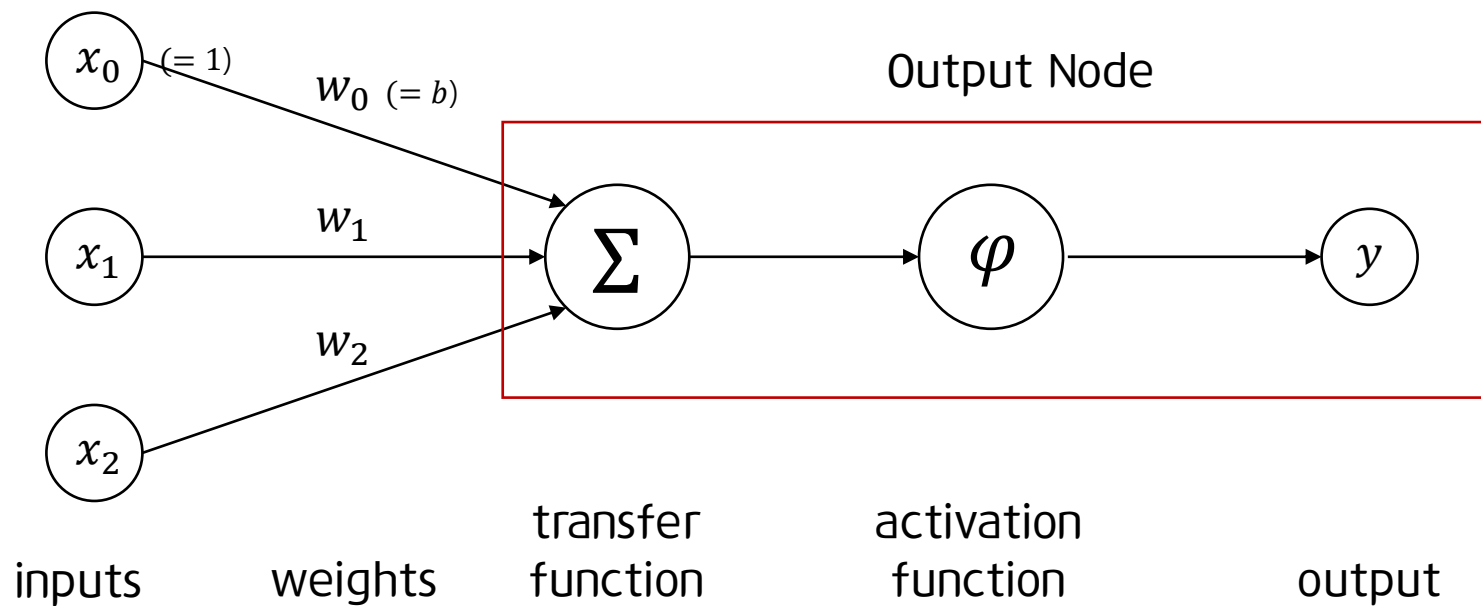 x₀ (= 1)
w₀ (= b)
Output Node
x₁
w₁
Σ
φ
y
w₂
x₂
transfer function
activation function
inputs
weights
output